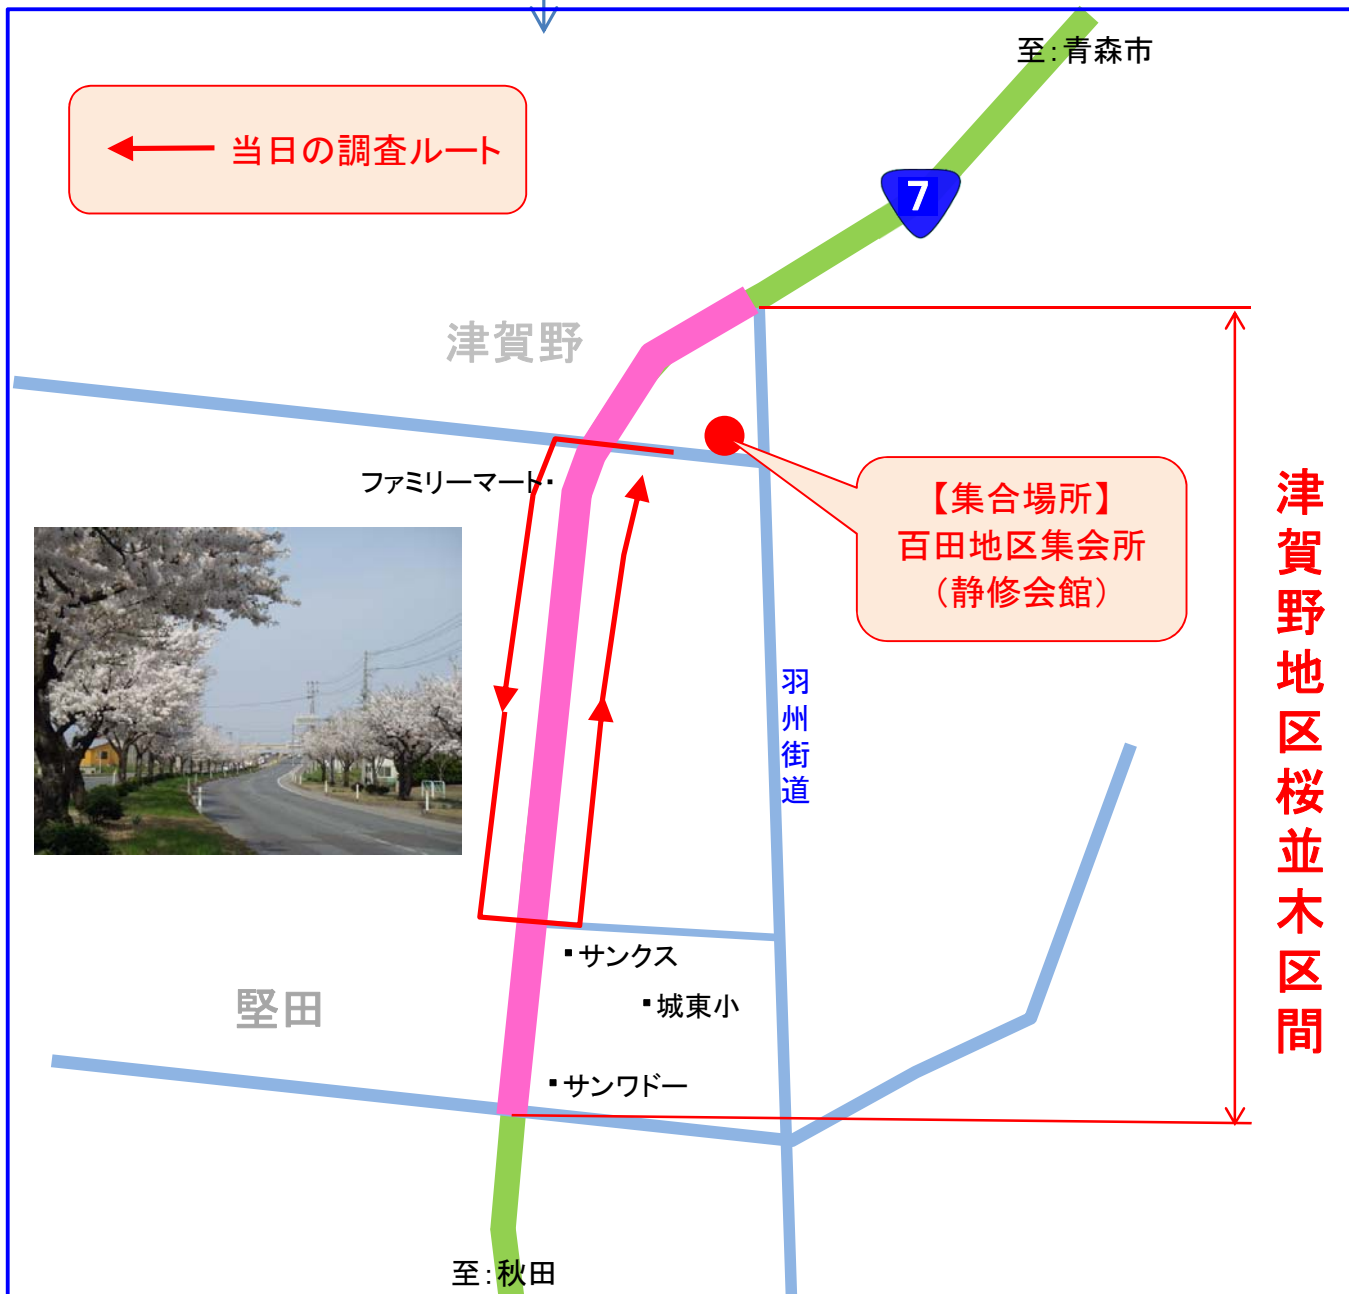 至：青森市
当日の調査ルート
7
津賀野
ファミリーマート
【集合場所】
百田地区集会所
（静修会館）
津賀野地区桜並木区間
羽州街道
サンクス
城東小
堅田
サンワドー
至：秋田